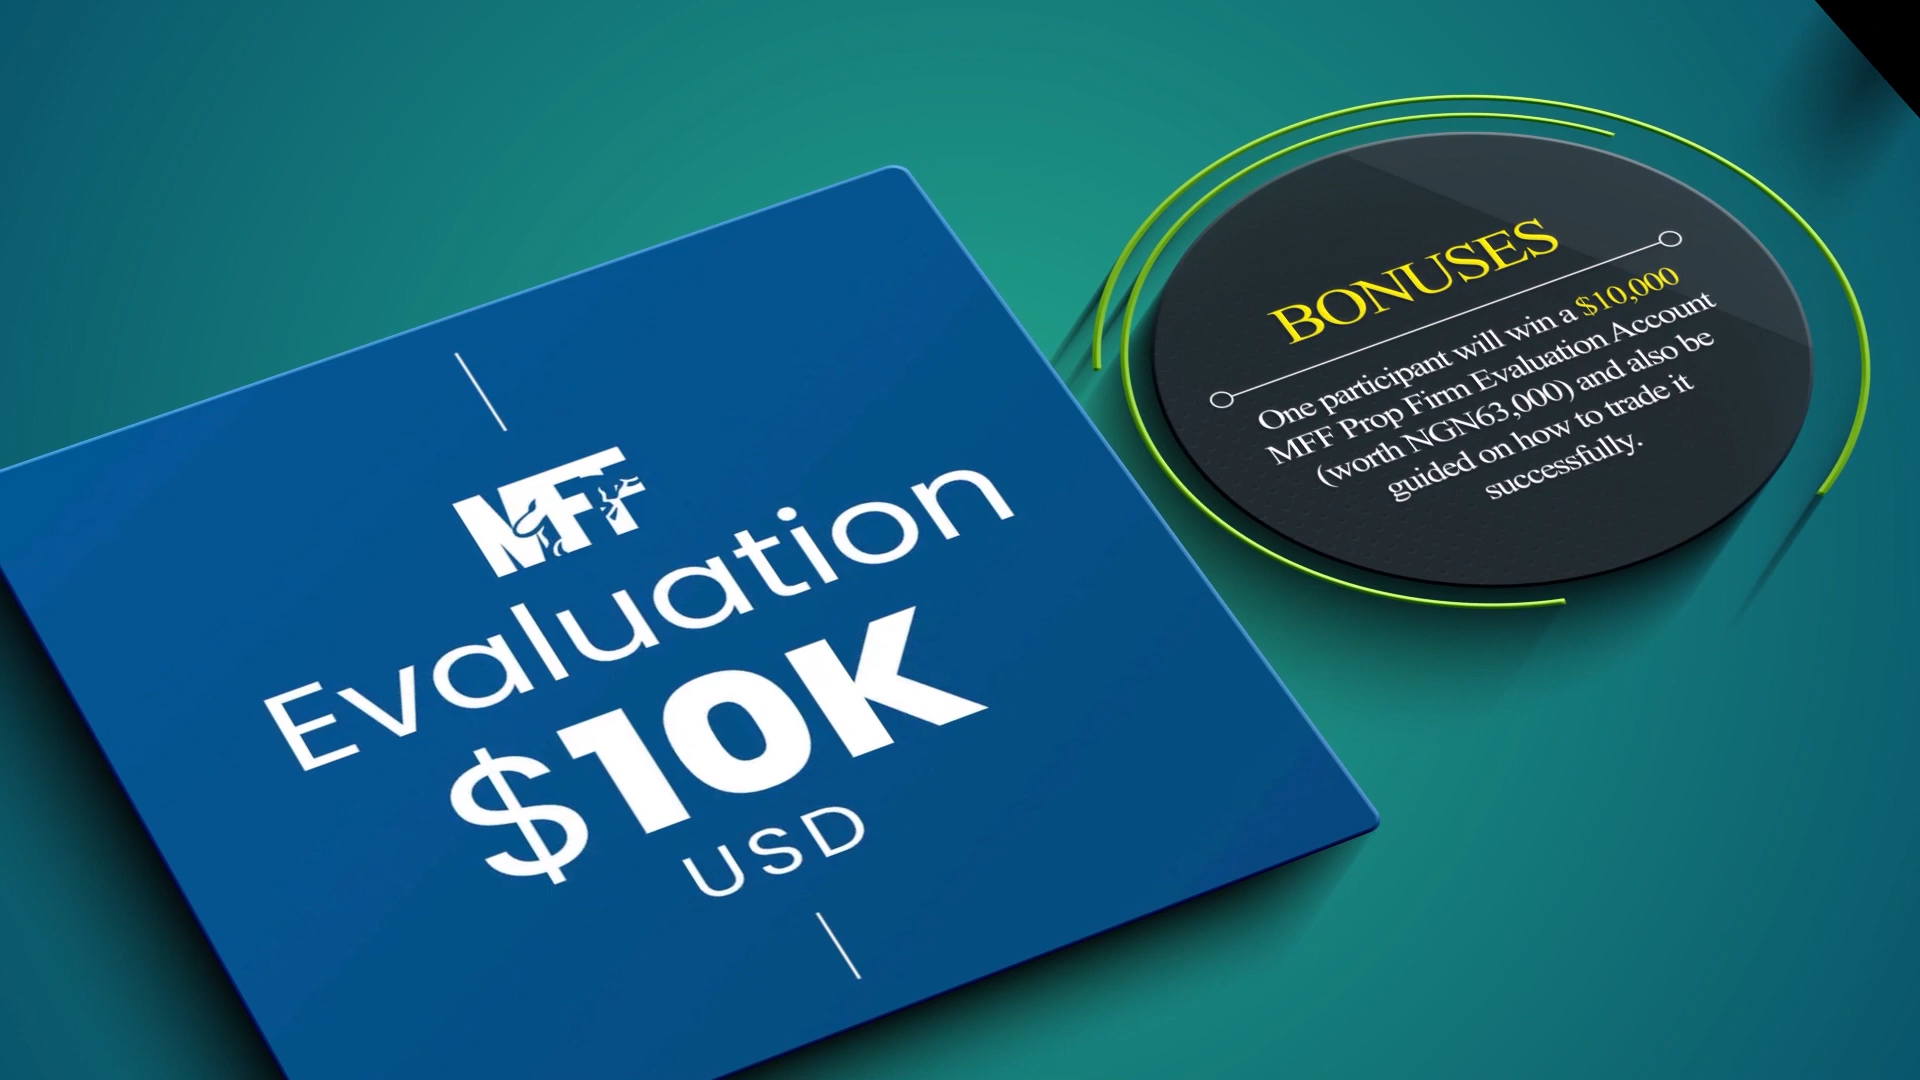 MFF
Evaluation
$10K
USD
BONUSES
One participant will win a $10,000
MFF Prop Firm Evaluation Account
(worth NGN63,000) and also be
guided on how to trade it
successfully.